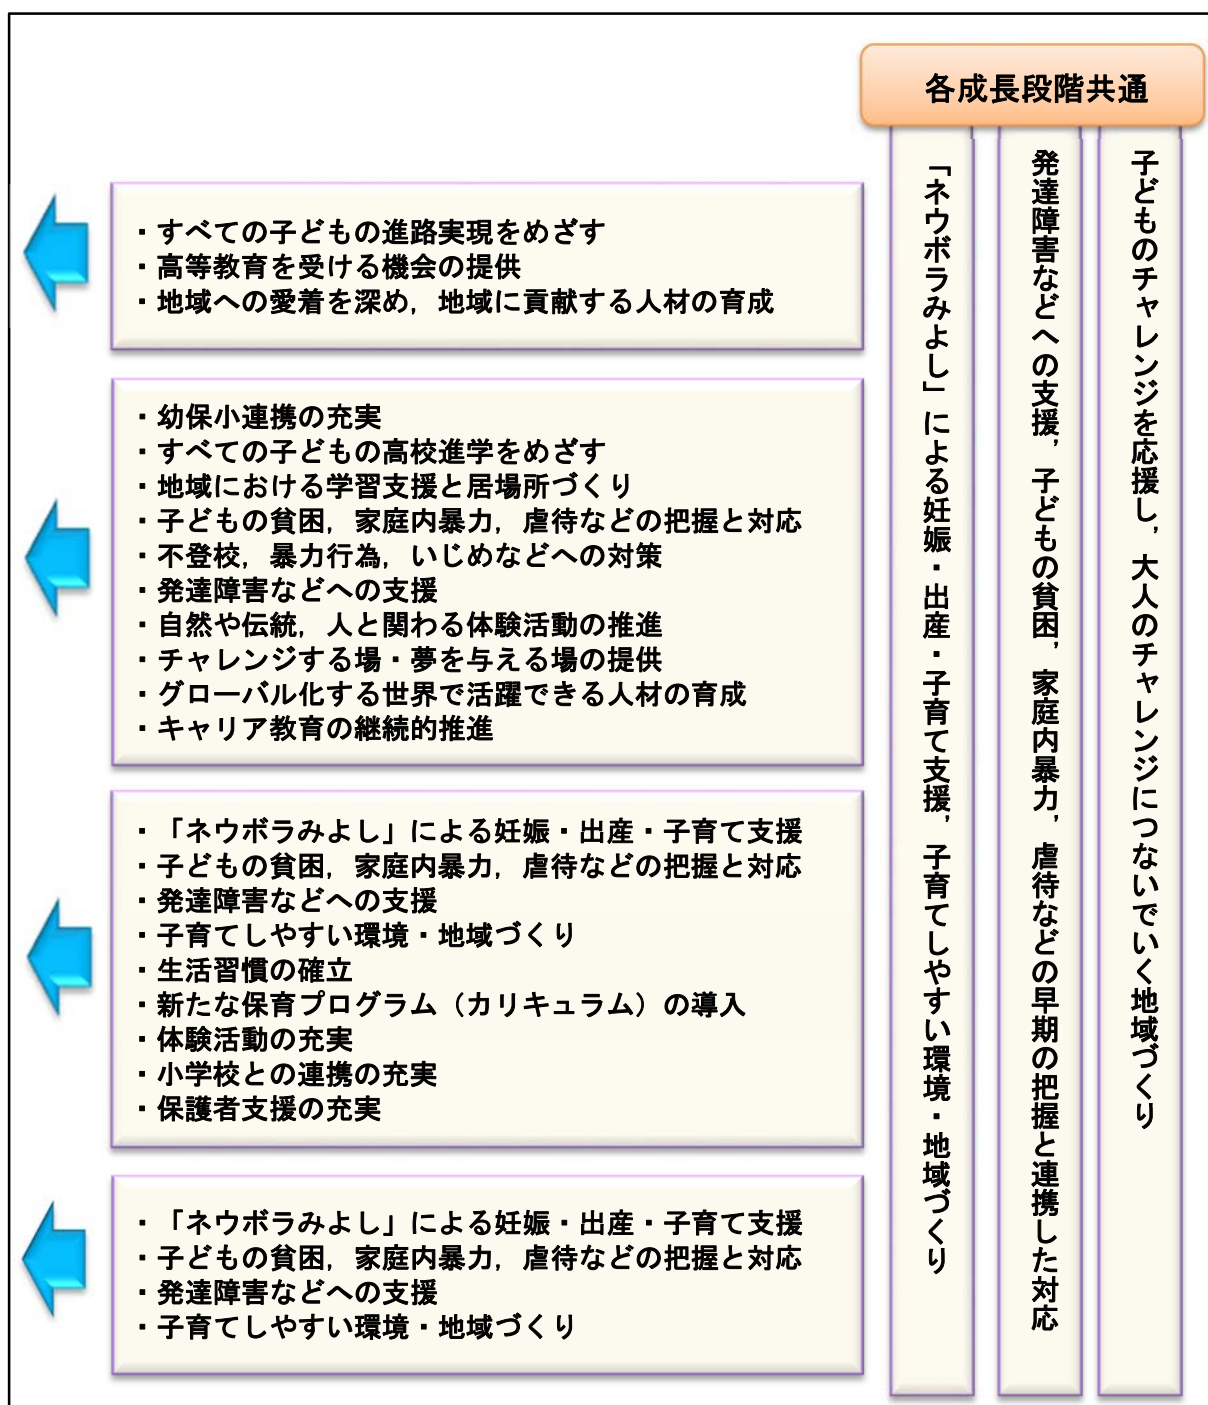 各成長段階共通
子どものチャレンジを応援し，大人のチャレンジにつないでいく地域づくり
発達障害などへの支援，子どもの貧困，家庭内暴力，虐待などの早期の把握と連携した対応
「ネウボラみよし」による妊娠・出産・子育て支援，子育てしやすい環境・地域づくり
・すべての子どもの進路実現をめざす
・高等教育を受ける機会の提供
・地域への愛着を深め，地域に貢献する人材の育成
・幼保小連携の充実
・すべての子どもの高校進学をめざす
・地域における学習支援と居場所づくり
・子どもの貧困，家庭内暴力，虐待などの把握と対応
・不登校，暴力行為，いじめなどへの対策
・発達障害などへの支援
・自然や伝統，人と関わる体験活動の推進
・チャレンジする場・夢を与える場の提供
・グローバル化する世界で活躍できる人材の育成
・キャリア教育の継続的推進
・「ネウボラみよし」による妊娠・出産・子育て支援
・子どもの貧困，家庭内暴力，虐待などの把握と対応
・発達障害などへの支援
・子育てしやすい環境・地域づくり
・生活習慣の確立
・新たな保育プログラム（カリキュラム）の導入
・体験活動の充実
・小学校との連携の充実
・保護者支援の充実
・「ネウボラみよし」による妊娠・出産・子育て支援
・子どもの貧困，家庭内暴力，虐待などの把握と対応
・発達障害などへの支援
・子育てしやすい環境・地域づくり